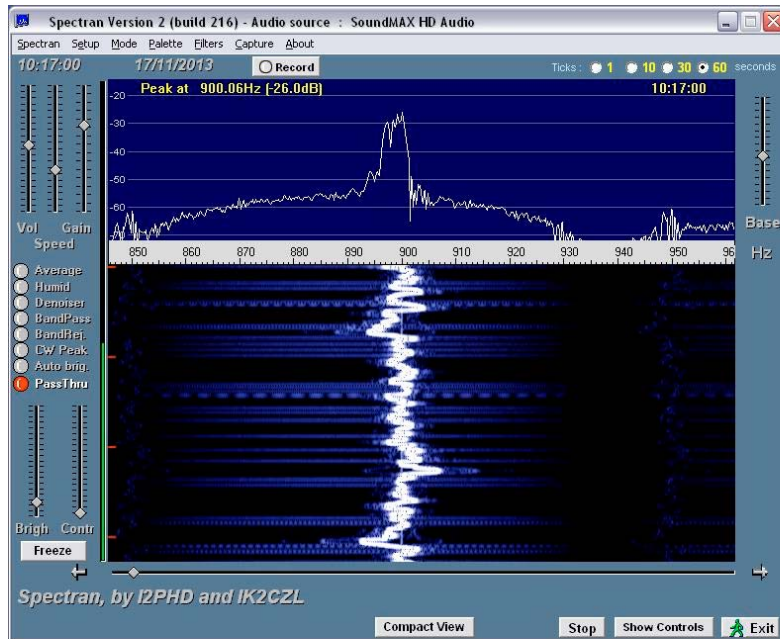 Spectran Version 2 (build 216) - Audio source : SoundMAX HD Audio
Spectran Setup Mode Palette Filters Capture About
10:17:00 17/11/2013 Record Ticks : 1 10 30 60 seconds
Peak at 900.06Hz (-26.0dB) 10:17:00
-20
-30
-40
-50
-60
Vol Gain
Speed
Base
850 860 870 880 890 900 910 920 930 940 950 96
Hz
Average
Humid
Denoiser
BandPass
BandRej.
CW Peak
Auto brig.
PassThru
Brigh Contr
Freeze
Spectran, by I2PHD and IK2CZL
Compact View Stop Show Controls Exit